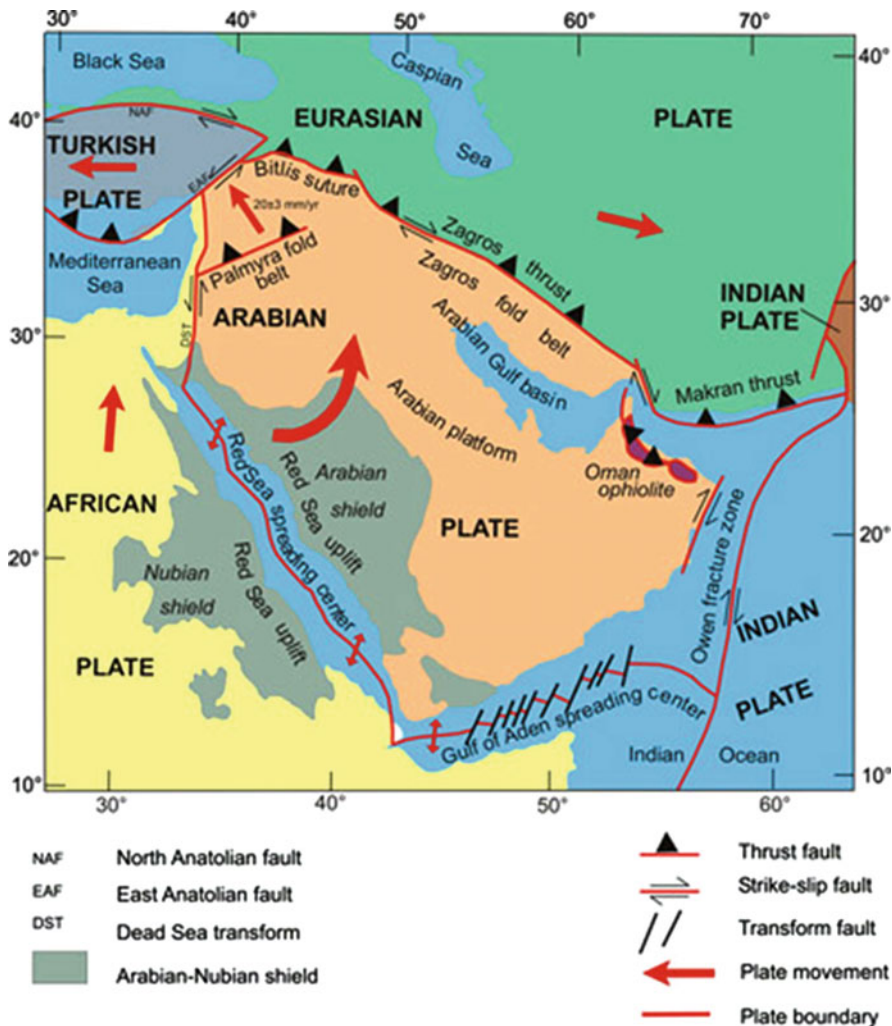 30°
40°
50°
60°
70°
Black Sea
Caspian
Sea
40°
40°
NAF
EURASIAN
PLATE
TURKISH
PLATE
EAF
Bitlis suture
20±3 mm/yr
Zagros thrust
Zagros fold belt
Mediterranean
Sea
Palmyra fold
belt
INDIAN
PLATE
30°
30°
ARABIAN
DST
Arabian Gulf basin
Makran thrust
Arabian platform
Red Sea spreading center
Red Sea uplift
Arabian
shield
Oman
ophiolite
AFRICAN
PLATE
20°
20°
Nubian
shield
Red Sea uplift
Owen fracture zone
INDIAN
PLATE
PLATE
Gulf of Aden spreading center
Indian Ocean
10°
10°
30°
40°
50°
60°
NAF North Anatolian fault
EAF East Anatolian fault
DST Dead Sea transform
Arabian-Nubian shield
Thrust fault
Strike-slip fault
Transform fault
Plate movement
Plate boundary